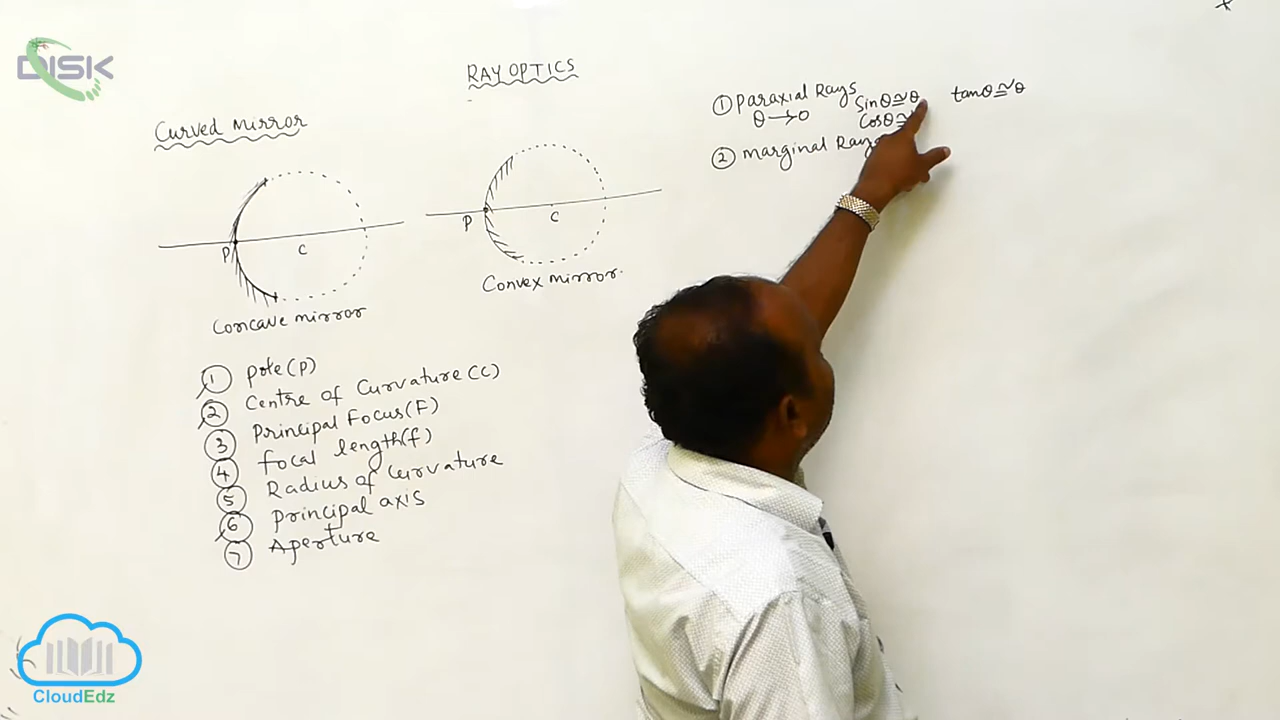 DISK
RAY OPTICS
Curved mirror
P
C
Concave mirror
P
C
Convex mirror.
① Paraxial Rays
θ → 0
Sinθ ≅ θ
tanθ ≅ θ
Cosθ ≅
② Marginal Rays
① Pole (P)
② Centre of Curvature (C)
③ Principal Focus (F)
④ focal length (f)
⑤ Radius of curvature
⑥ Principal axis
⑦ Aperture
CloudEdz